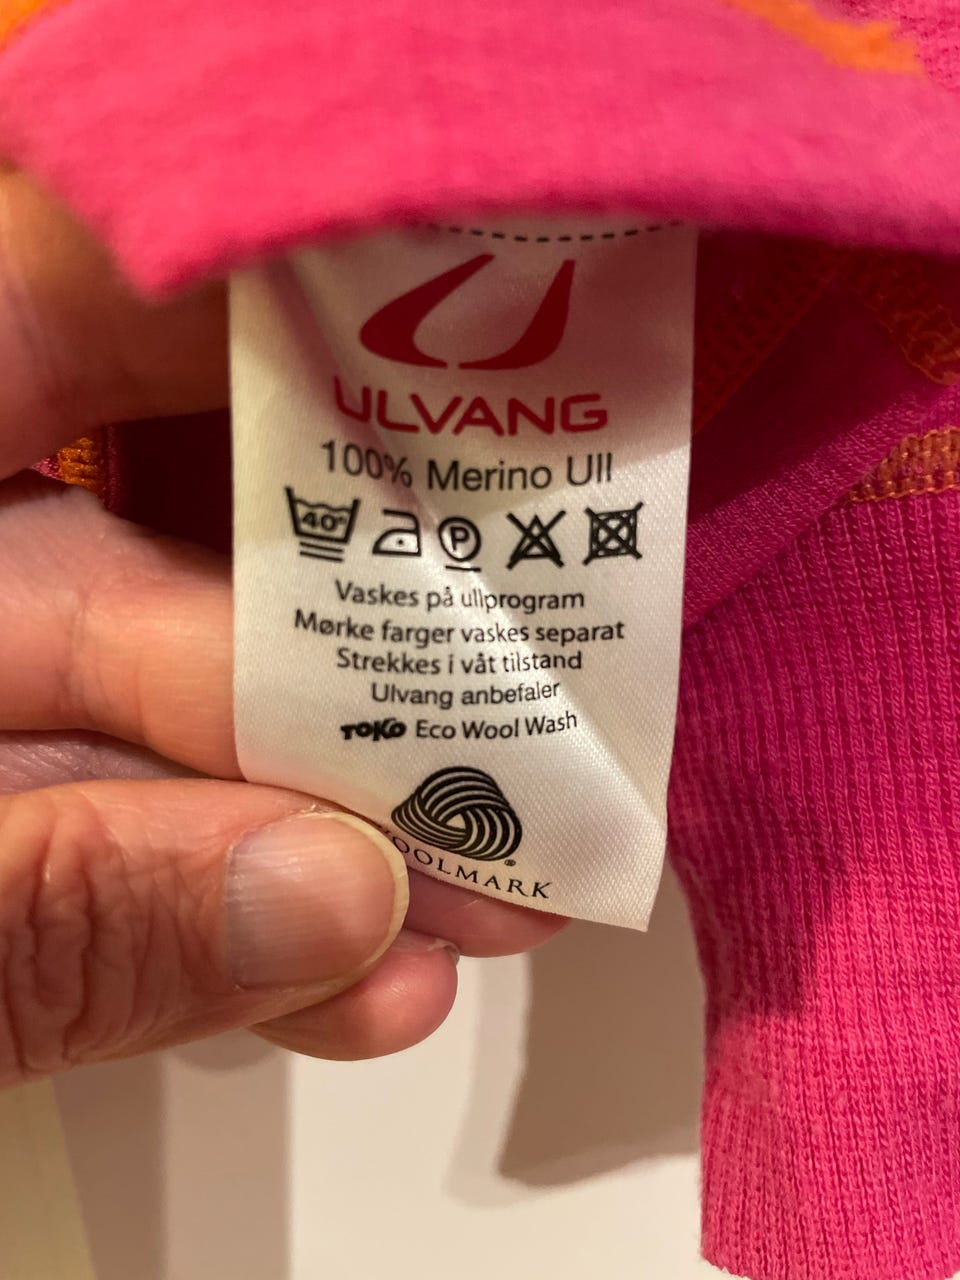 ULVANG
100% Merino Ull
40° P
Vaskes på ullprogram
Mørke farger vaskes separat
Strekkes i våt tilstand
Ulvang anbefaler
TOKO Eco Wool Wash
OOLMARK